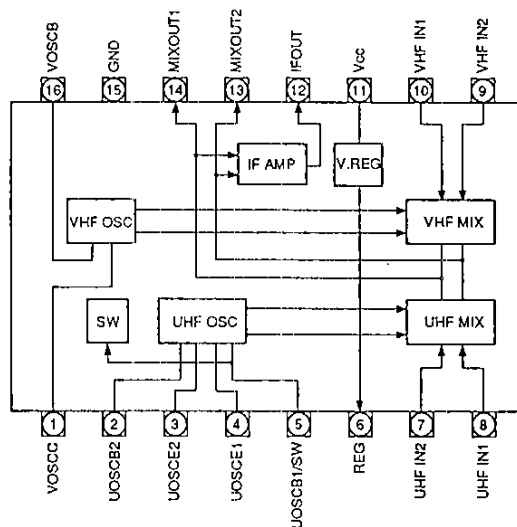 VOSCB
GND
MIXOUT1
MIXOUT2
IFOUT
Vcc
VHF IN1
VHF IN2
16
15
14
13
12
11
10
9
IF AMP
V.REG
VHF OSC
VHF MIX
SW
UHF OSC
UHF MIX
1
2
3
4
5
6
7
8
VOSCC
UOSCB2
UOSCE2
UOSCE1
UOSCB1/SW
REG
UHF IN2
UHF IN1